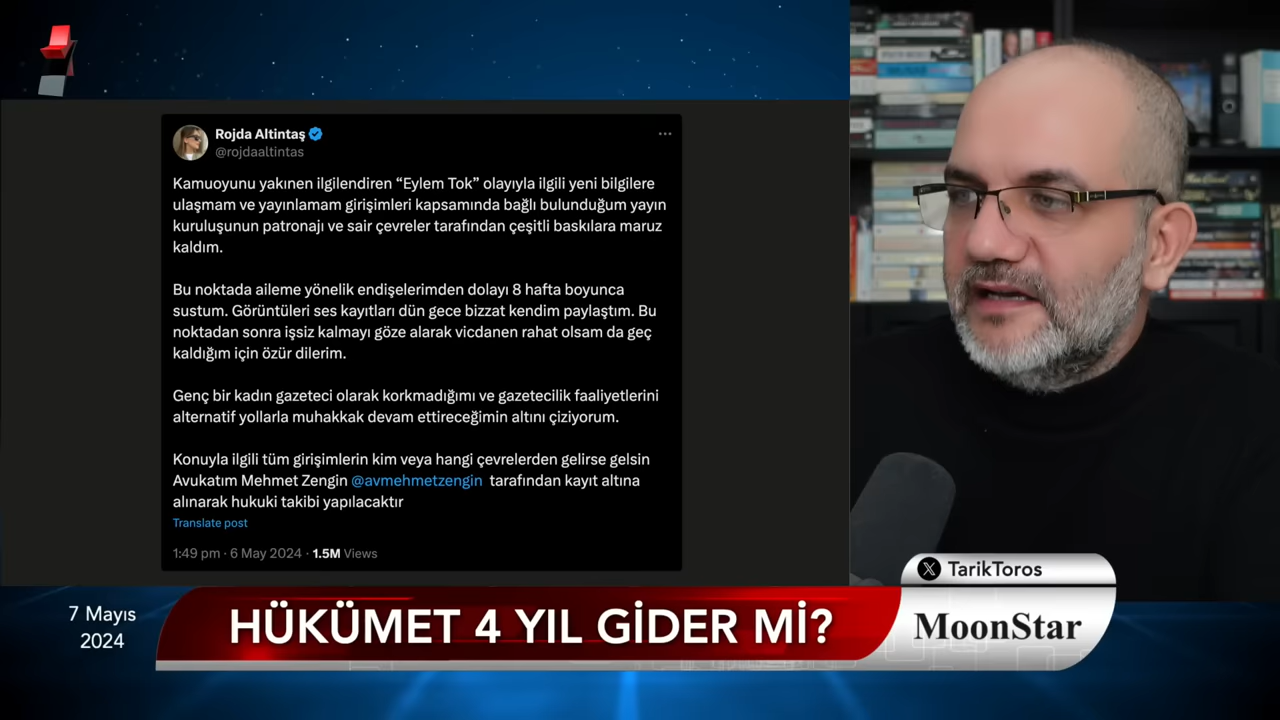 Rojda Altıntaş
@rojdaaltintas
Kamuoyunu yakınen ilgilendiren “Eylem Tok” olayıyla ilgili yeni bilgilere
ulaşmam ve yayınlamam girişimleri kapsamında bağlı bulunduğum yayın
kuruluşunun patronajı ve sair çevreler tarafından çeşitli baskılara maruz
kaldım.
Bu noktada aileme yönelik endişelerimden dolayı 8 hafta boyunca
sustum. Görüntüleri ses kayıtları dün gece bizzat kendim paylaştım. Bu
noktadan sonra işsiz kalmayı göze alarak vicdanen rahat olsam da geç
kaldığım için özür dilerim.
Genç bir kadın gazeteci olarak korkmadığımı ve gazetecilik faaliyetlerini
alternatif yollarla muhakkak devam ettireceğimin altını çiziyorum.
Konuyla ilgili tüm girişimlerin kim veya hangi çevrelerden gelirse gelsin
Avukatım Mehmet Zengin @avmehmetzengin tarafından kayıt altına
alınarak hukuki takibi yapılacaktır
Translate post
1:49 pm · 6 May 2024 · 1.5M Views
X TarikToros
MoonStar
7 Mayıs
2024
HÜKÜMET 4 YIL GİDER Mİ?